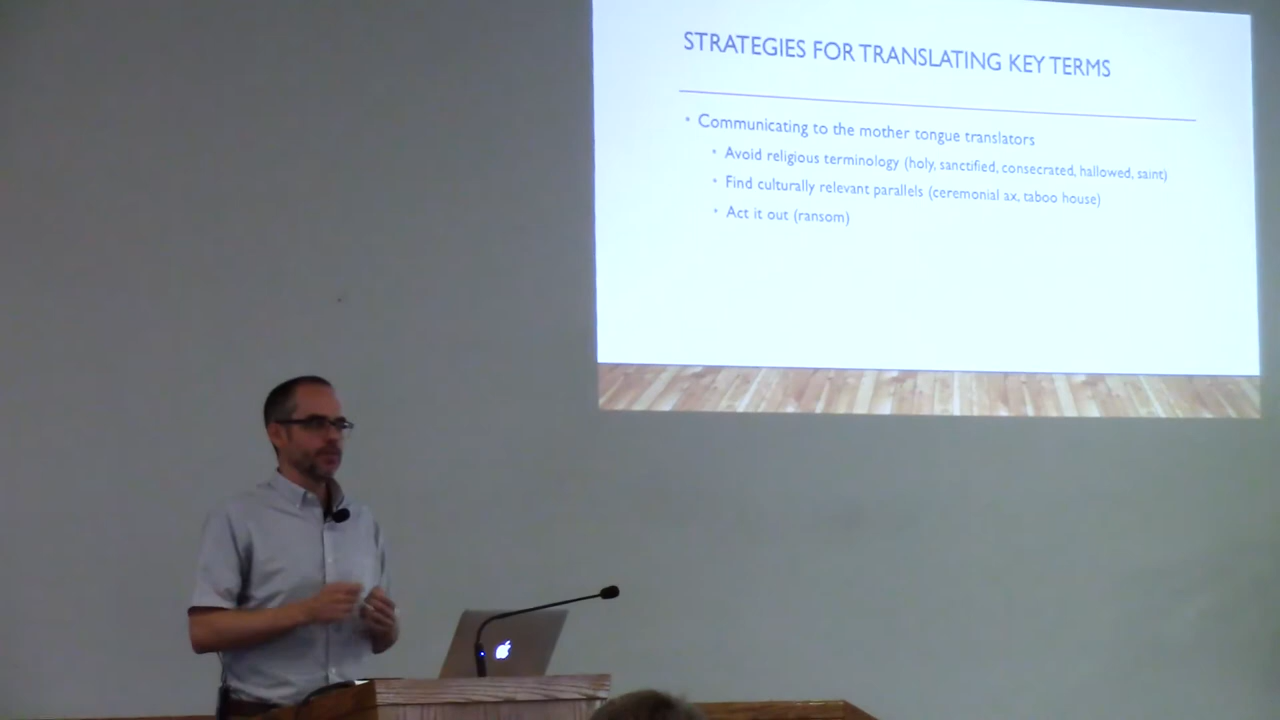 STRATEGIES FOR TRANSLATING KEY TERMS
• Communicating to the mother tongue translators
• Avoid religious terminology (holy, sanctified, consecrated, hallowed, saint)
• Find culturally relevant parallels (ceremonial ax, taboo house)
• Act it out (ransom)